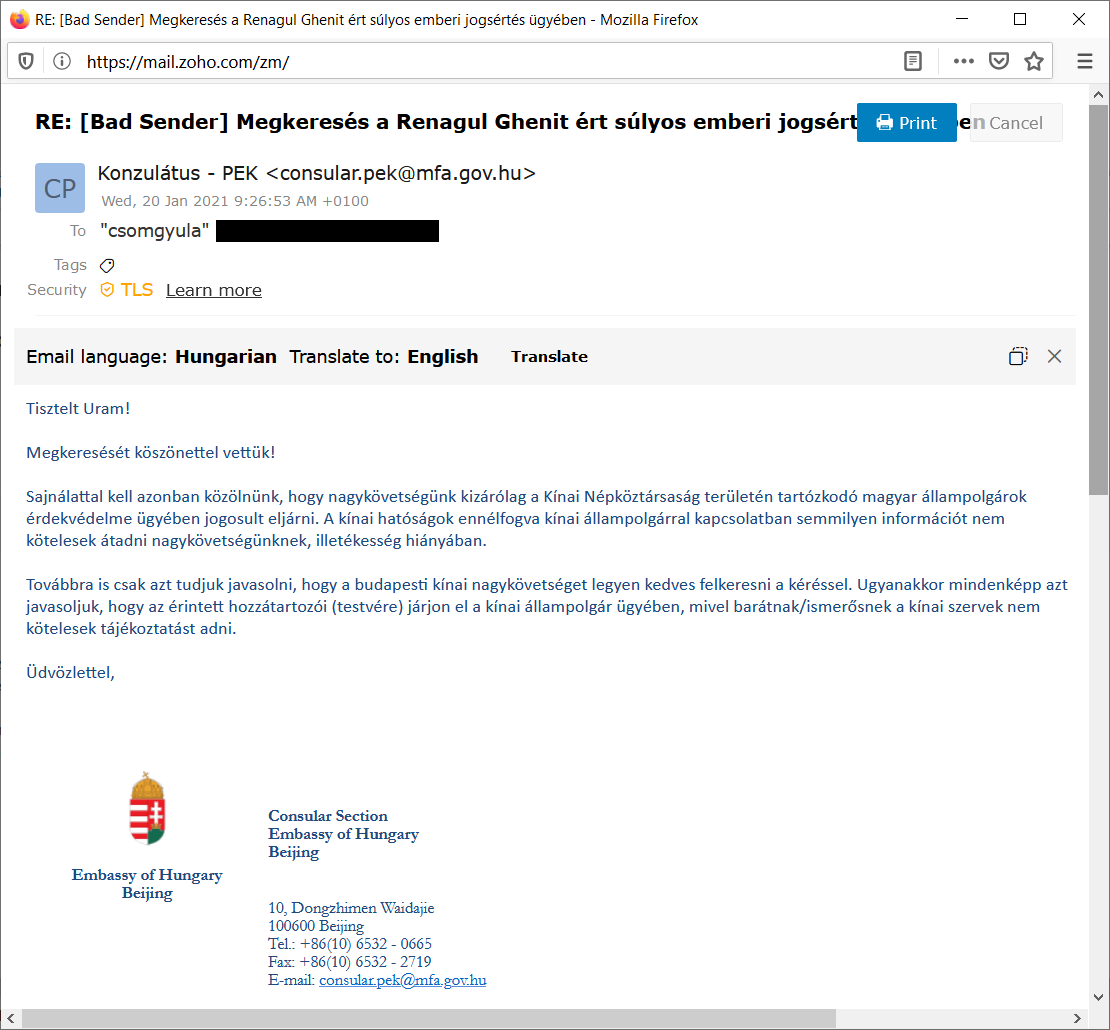 RE: [Bad Sender] Megkeresés a Renagul Ghenit ért súlyos emberi jogsértés ügyében - Mozilla Firefox
https://mail.zoho.com/zm/
RE: [Bad Sender] Megkeresés a Renagul Ghenit ért súlyos emberi jogsért
Print
en Cancel
CP
Konzulátus - PEK <consular.pek@mfa.gov.hu>
Wed, 20 Jan 2021 9:26:53 AM +0100
To "csomgyula"
Tags
Security TLS Learn more
Email language: Hungarian Translate to: English Translate
Tisztelt Uram!
Megkeresését köszönettel vettük!
Sajnálattal kell azonban közölnünk, hogy nagykövetségünk kizárólag a Kínai Népköztársaság területén tartózkodó magyar állampolgárok
érdekvédelme ügyében jogosult eljárni. A kínai hatóságok ennélfogva kínai állampolgárral kapcsolatban semmilyen információt nem
kötelesek átadni nagykövetségünknek, illetékesség hiányában.
Továbbra is csak azt tudjuk javasolni, hogy a budapesti kínai nagykövetséget legyen kedves felkeresni a kéréssel. Ugyanakkor mindenképp azt
javasoljuk, hogy az érintett hozzátartozói (testvére) járjon el a kínai állampolgár ügyében, mivel barátnak/ismerősnek a kínai szervek nem
kötelesek tájékoztatást adni.
Üdvözlettel,
Embassy of Hungary
Beijing
Consular Section
Embassy of Hungary
Beijing
10, Dongzhimen Waidajie
100600 Beijing
Tel.: +86(10) 6532 - 0665
Fax: +86(10) 6532 - 2719
E-mail: consular.pek@mfa.gov.hu